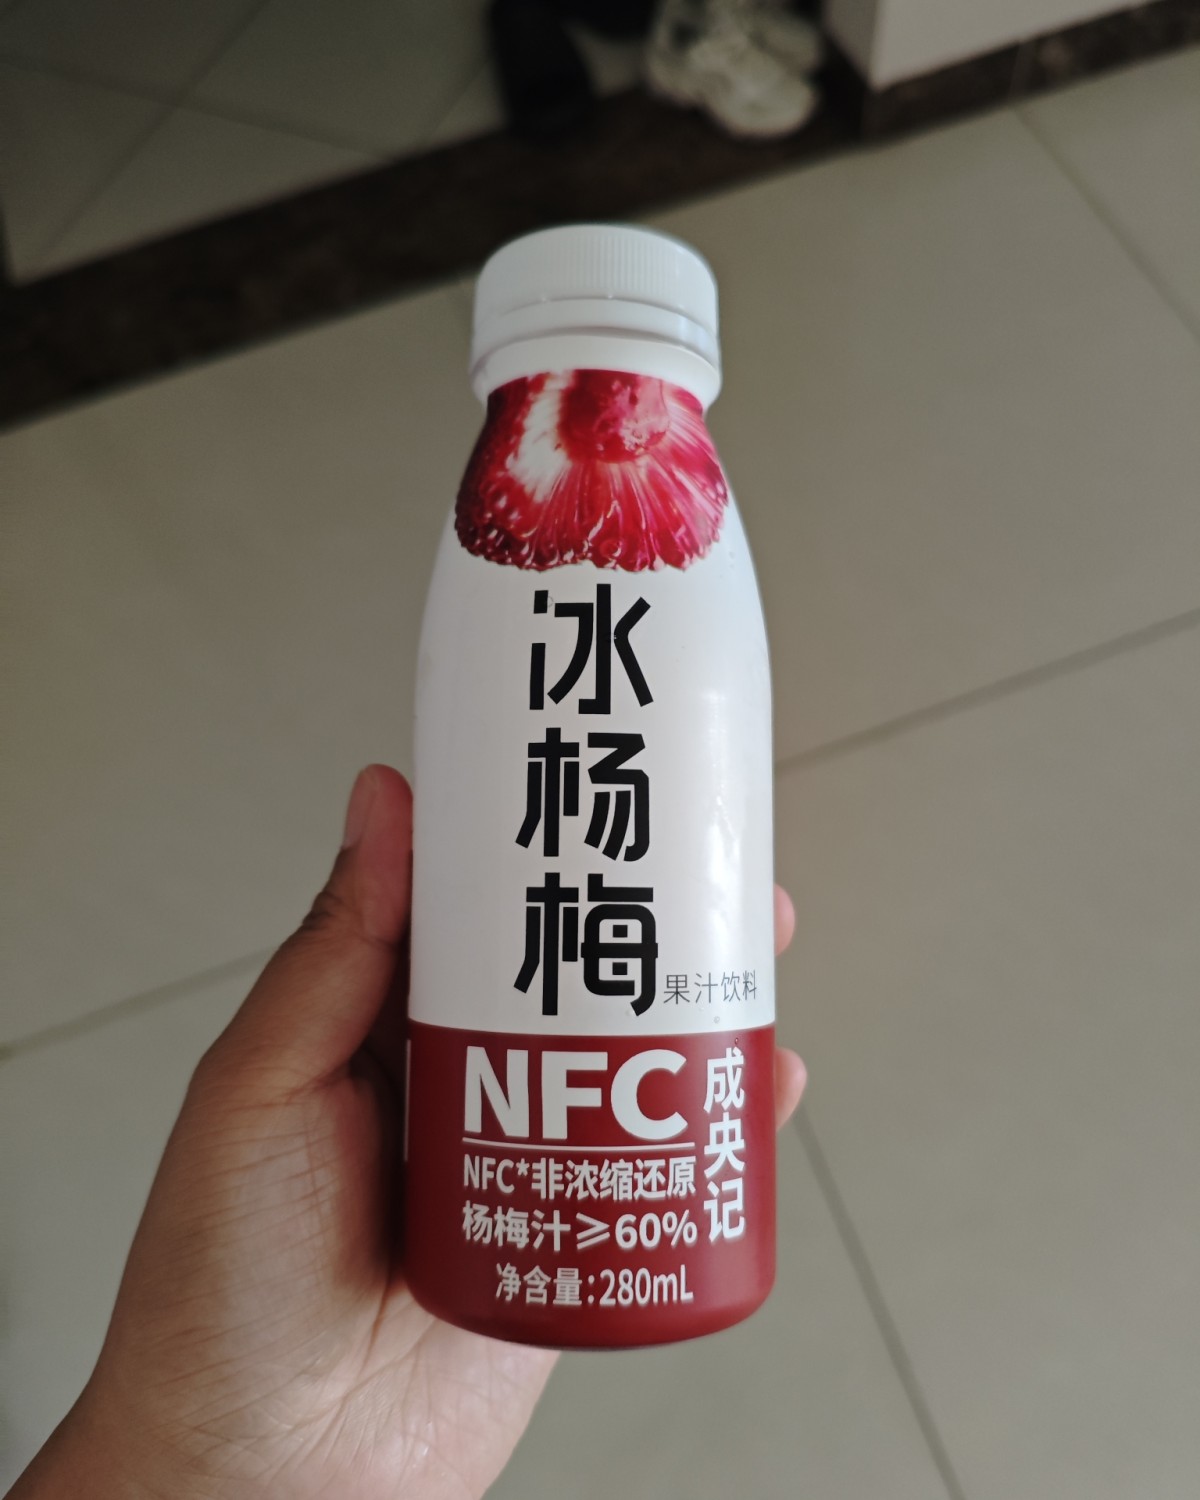 冰杨梅
果汁饮料
NFC
成央记
NFC*非浓缩还原
杨梅汁≥60%
净含量:280mL